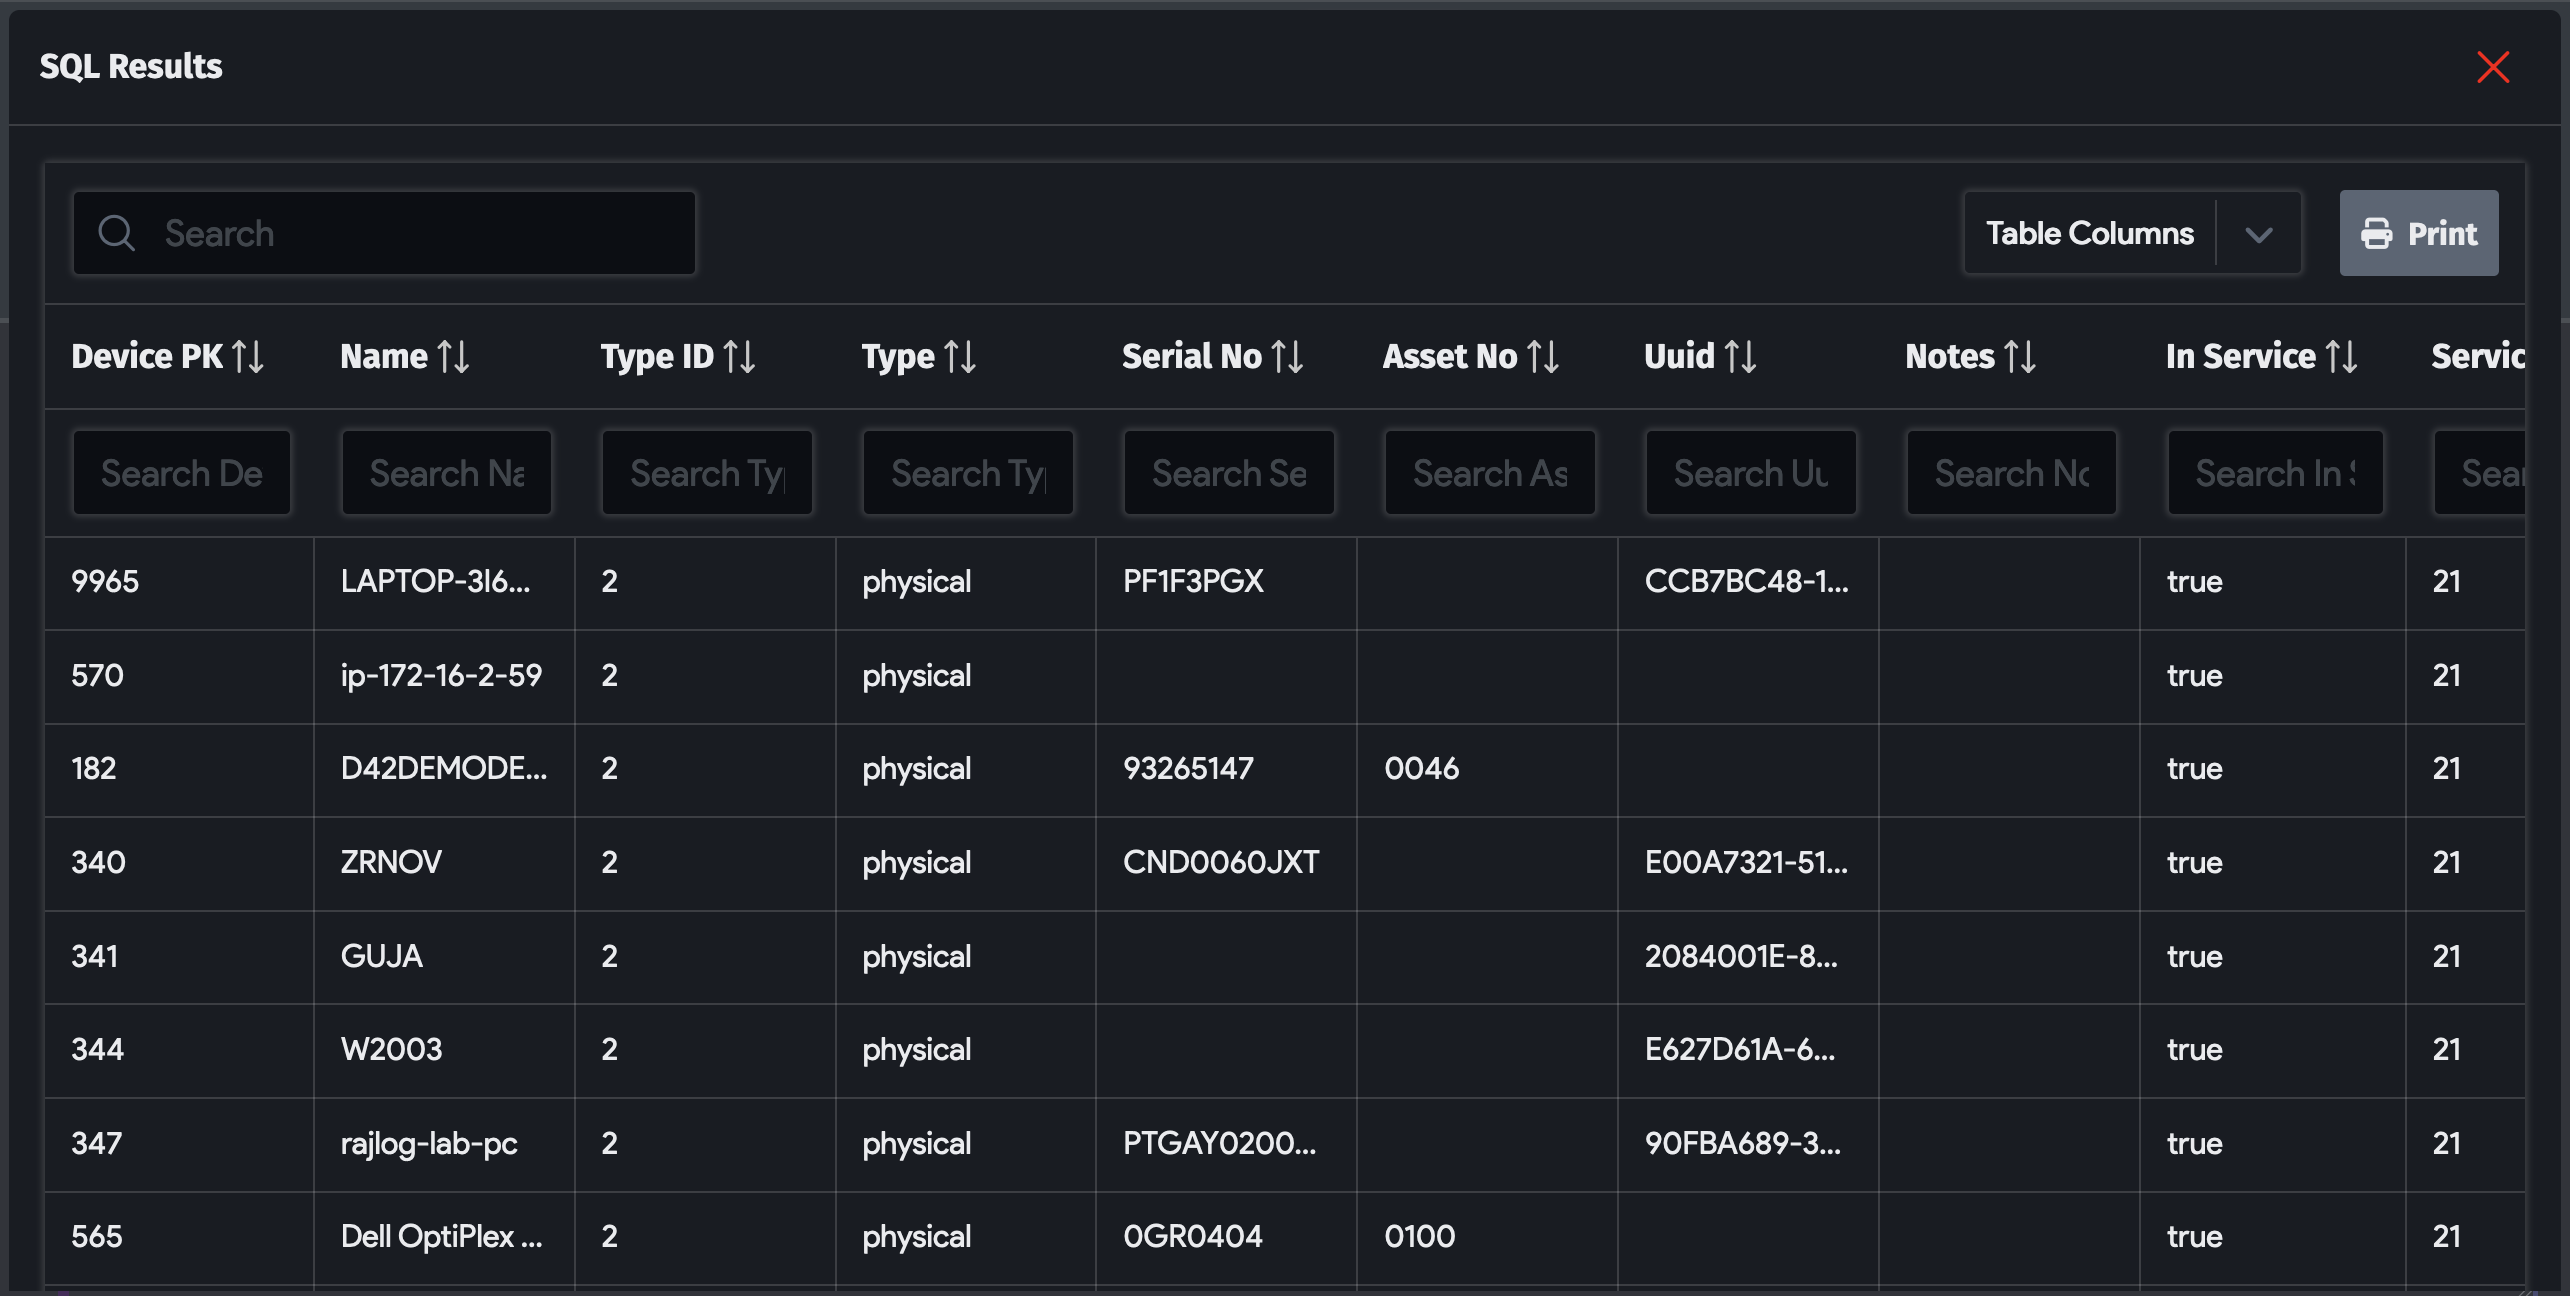 SQL Results
Search
Table Columns
Print
Device PK Name Type ID Type Serial No Asset No Uuid Notes In Service Servic
Search De Search Na Search Ty Search Ty Search Se Search As Search Uu Search No Search In S Sear
9965 LAPTOP-3I6... 2 physical PF1F3PGX CCB7BC48-1... true 21
570 ip-172-16-2-59 2 physical true 21
182 D42DEMODE... 2 physical 93265147 0046 true 21
340 ZRNOV 2 physical CND0060JXT E00A7321-51... true 21
341 GUJA 2 physical 2084001E-8... true 21
344 W2003 2 physical E627D61A-6... true 21
347 rajlog-lab-pc 2 physical PTGAY0200... 90FBA689-3... true 21
565 Dell OptiPlex ... 2 physical 0GR0404 0100 true 21